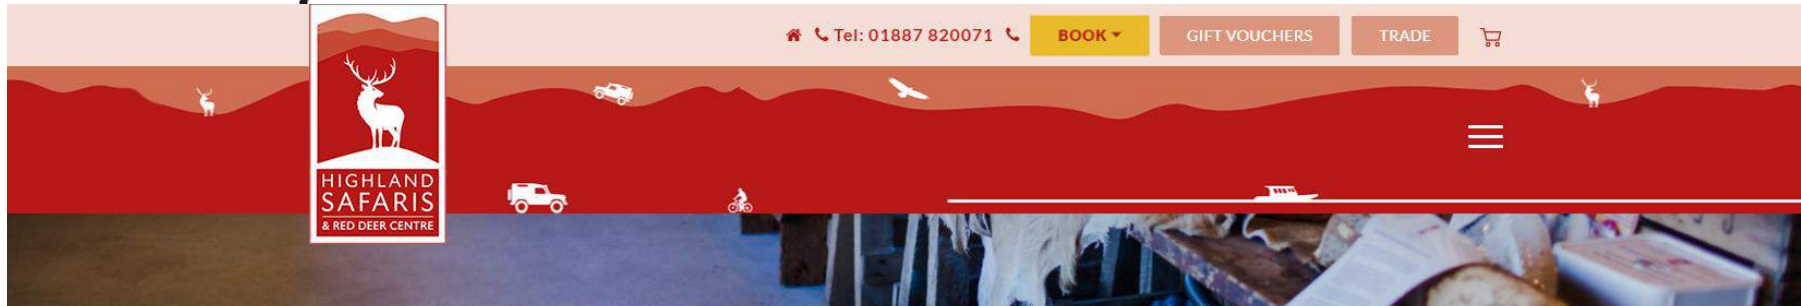 Tel: 01887 820071
BOOK
GIFT VOUCHERS
TRADE
HIGHLAND
SAFARIS
& RED DEER CENTRE